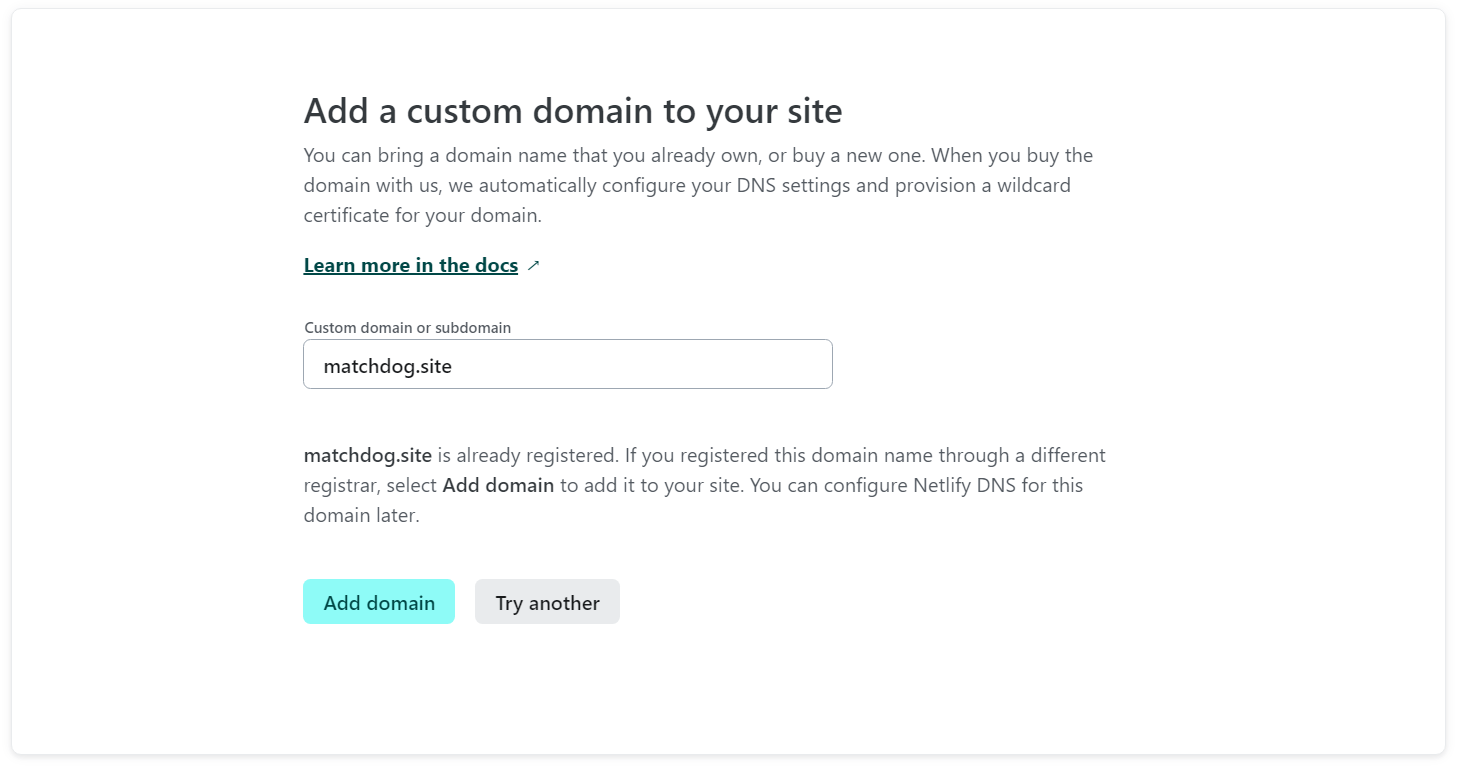 Add a custom domain to your site
You can bring a domain name that you already own, or buy a new one. When you buy the
domain with us, we automatically configure your DNS settings and provision a wildcard
certificate for your domain.
Learn more in the docs ↗
Custom domain or subdomain
matchdog.site
matchdog.site is already registered. If you registered this domain name through a different
registrar, select Add domain to add it to your site. You can configure Netlify DNS for this
domain later.
Add domain
Try another